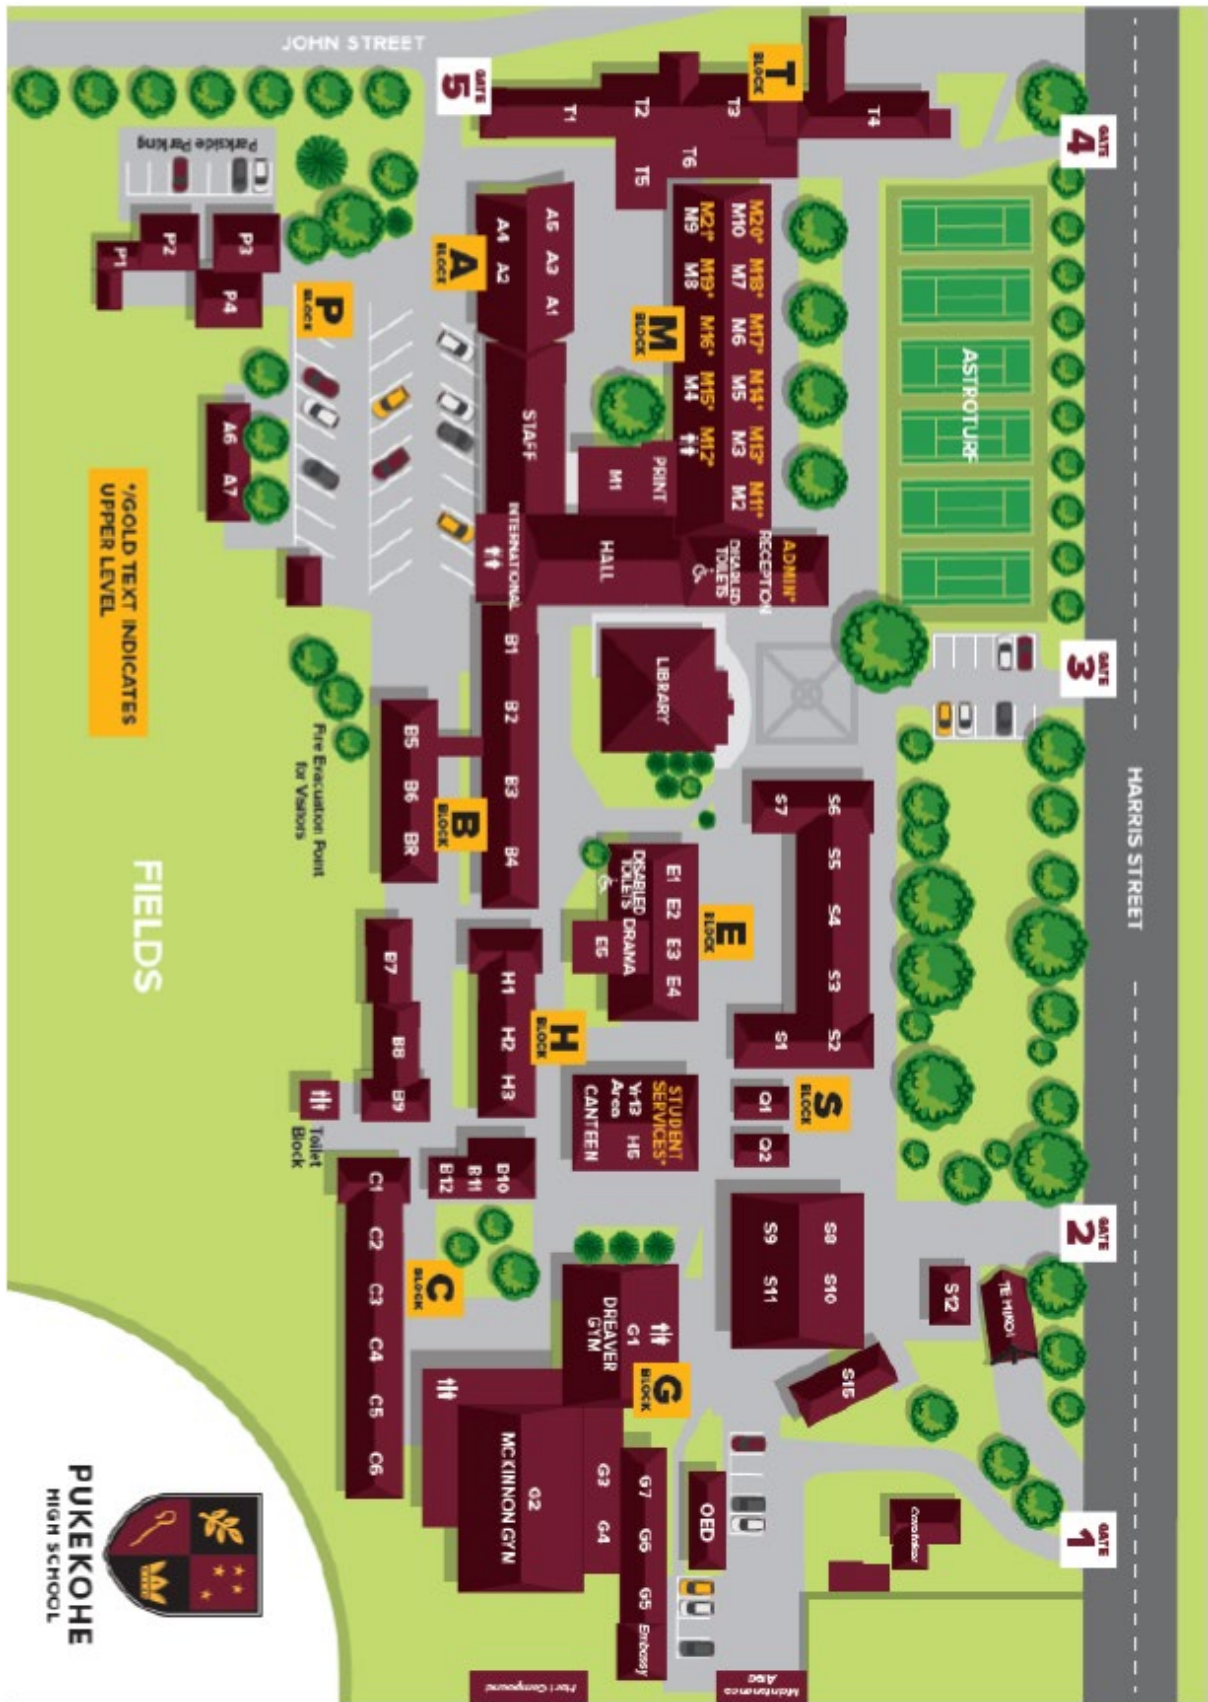 HARRIS STREET
JOHN STREET
GATE
1
GATE
2
GATE
3
GATE
4
GATE
5
ASTROTURF
T
BLOCK
T1
T2
T3
T4
T5
T6
A
BLOCK
A5 A3 A1
A4 A2
STAFF
M
BLOCK
M20* M18* M17* M14* M13* M11*
M10 M7 M6 M5 M3 M2
M21* M19* M16* M15* M12*
M9 M8 M4
PRINT
M1
ADMIN*
RECEPTION
DISABLED
TOILETS
HALL
INTERNATIONAL
LIBRARY
P
BLOCK
Parkside Parking
P1
P2
P3
P4
A6 A7
*/GOLD TEXT INDICATES
UPPER LEVEL
Fire Evacuation Point
for Visitors
FIELDS
B
BLOCK
B1 B2 B3 B4
B5 B6 BR
B7
B8
B9
B10
B11
B12
Toilet
Block
E
BLOCK
E1 E2 E3 E4
DISABLED
TOILETS
DRAMA
E5
H
BLOCK
H1 H2 H3
STUDENT
SERVICES*
Yr13
Area
H5
CANTEEN
S
BLOCK
S6 S5 S4 S3 S2
S7
S1
Q1
Q2
S8 S10
S9 S11
S12
TE HIKOI
S15
C
BLOCK
C1 C2 C3 C4 C5 C6
G
BLOCK
G1
DREAVER
GYM
G2
MCKINNON GYM
G3 G4
G7 G6 G5
Embassy
OED
Caretaker
Maintenance
Hort Compound
PUKEKOHE
HIGH SCHOOL